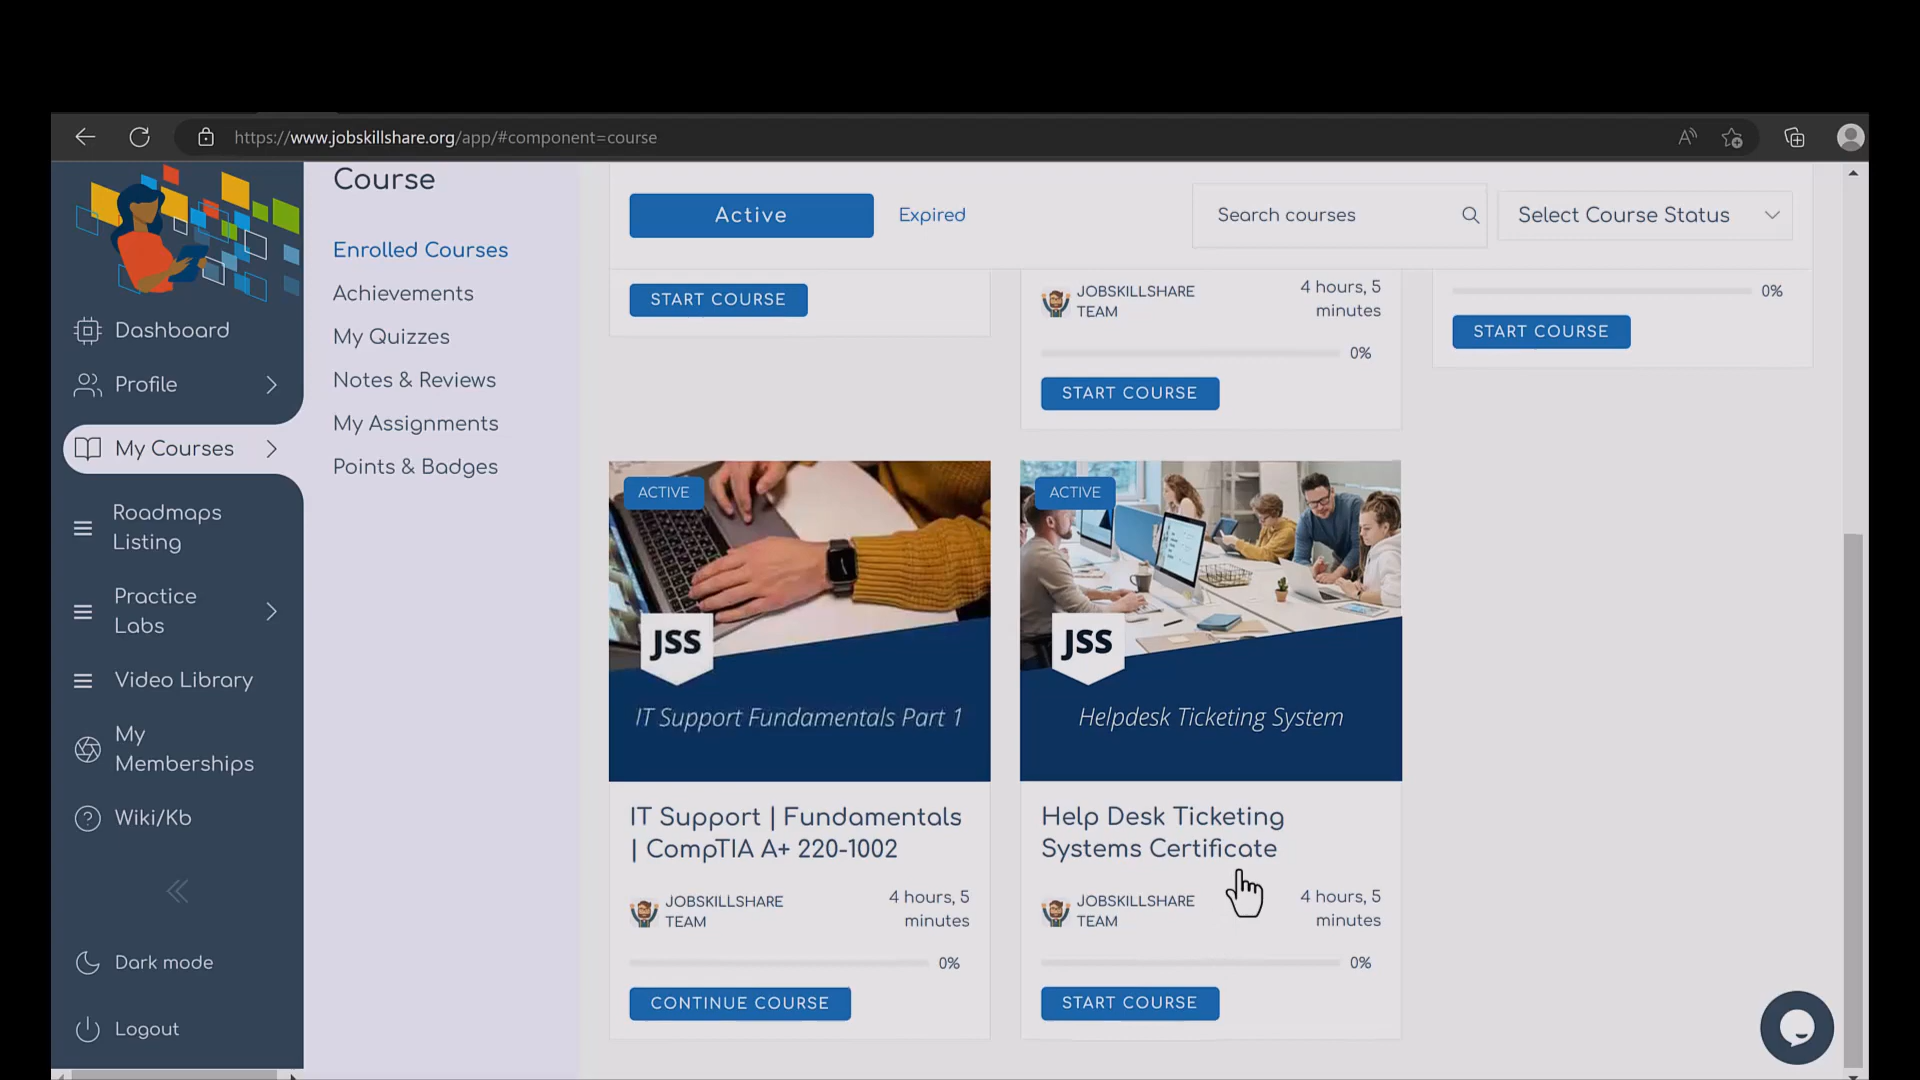 https://www.jobskillshare.org/app/#component=course
Dashboard
Profile
My Courses
Roadmaps
Listing
Practice
Labs
Video Library
My
Memberships
Wiki/Kb
Dark mode
Logout
Course
Enrolled Courses
Achievements
My Quizzes
Notes & Reviews
My Assignments
Points & Badges
Active
Expired
Search courses
Select Course Status
START COURSE
JOBSKILLSHARE
TEAM
4 hours, 5
minutes
0%
START COURSE
0%
START COURSE
ACTIVE
JSS
IT Support Fundamentals Part 1
IT Support | Fundamentals
| CompTIA A+ 220-1002
JOBSKILLSHARE
TEAM
4 hours, 5
minutes
0%
CONTINUE COURSE
ACTIVE
JSS
Helpdesk Ticketing System
Help Desk Ticketing
Systems Certificate
JOBSKILLSHARE
TEAM
4 hours, 5
minutes
0%
START COURSE